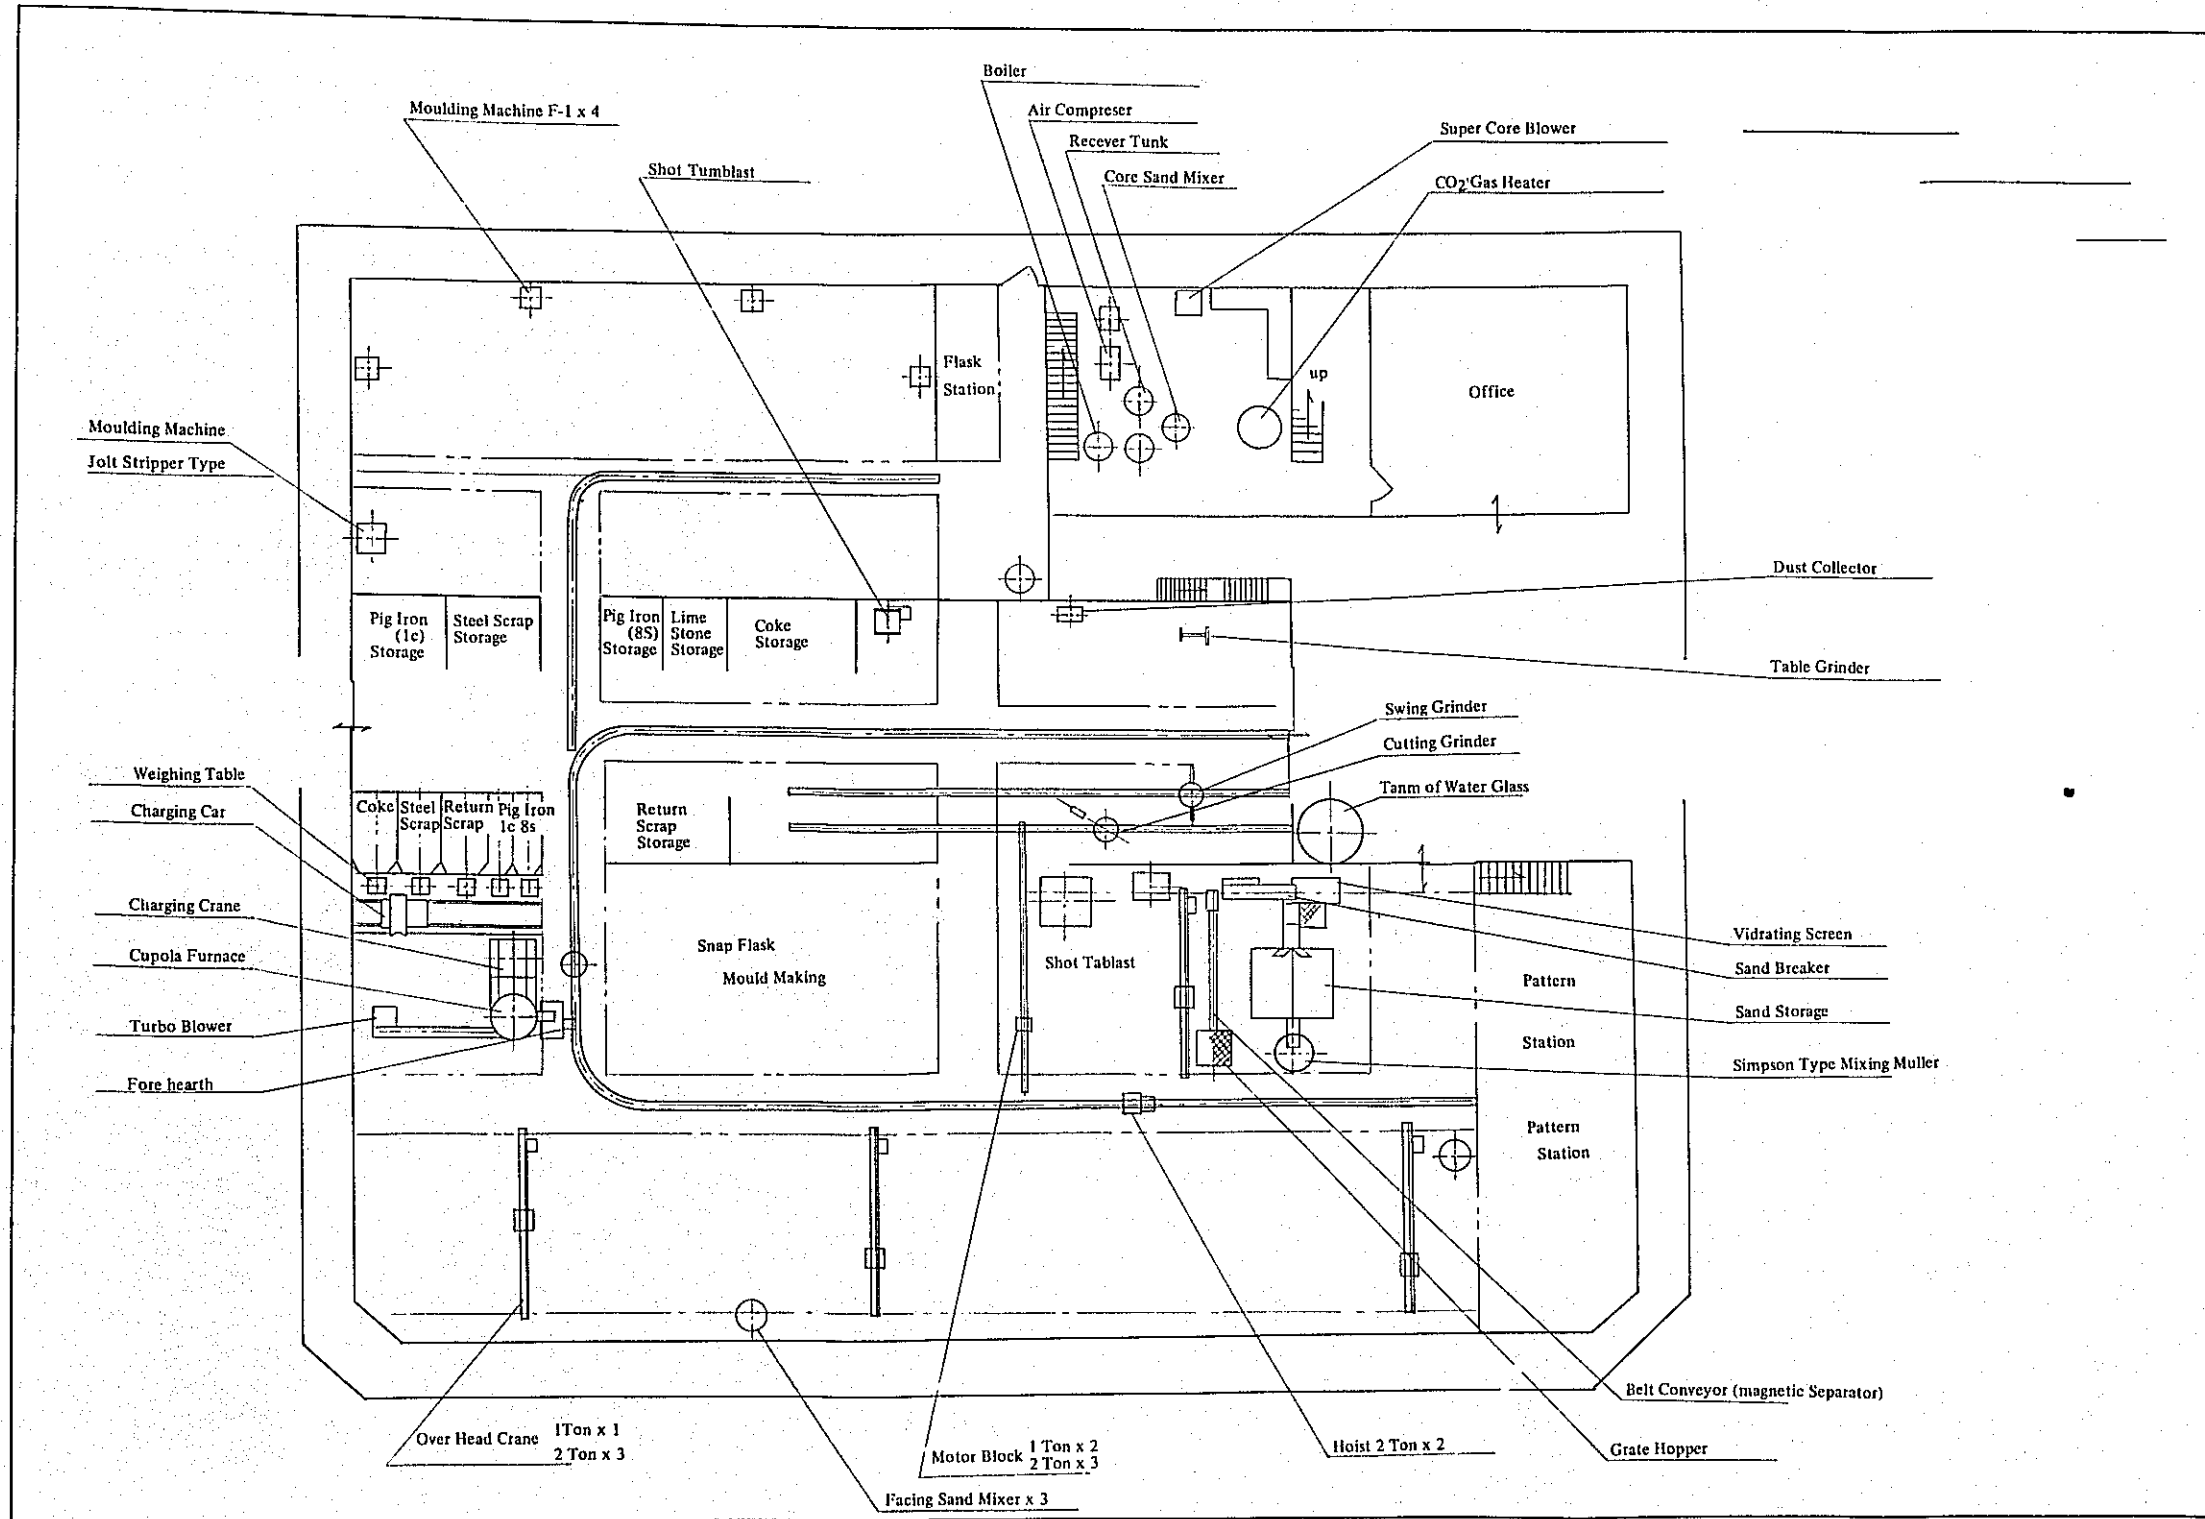 Boiler
Moulding Machine F-1 x 4
Air Compreser
Super Core Blower
Recever Tunk
Shot Tumblast
Core Sand Mixer
CO2 Gas Heater
Flask
Station
up
Office
Moulding Machine
Jolt Stripper Type
Dust Collector
Pig Iron
(1c)
Storage
Steel Scrap
Storage
Pig Iron
(8S)
Storage
Lime
Stone
Storage
Coke
Storage
Table Grinder
Swing Grinder
Cutting Grinder
Weighing Table
Tanm of Water Glass
Charging Car
Coke
Steel
Scrap
Return
Scrap
Pig Iron
1c 8s
Return
Scrap
Storage
Charging Crane
Cupola Furnace
Snap Flask
Mould Making
Shot Tablast
Vidrating Screen
Sand Breaker
Pattern
Station
Sand Storage
Turbo Blower
Simpson Type Mixing Muller
Fore hearth
Pattern
Station
Belt Conveyor (magnetic Separator)
Over Head Crane 1Ton x 1
2 Ton x 3
Motor Block 1 Ton x 2
2 Ton x 3
Hoist 2 Ton x 2
Grate Hopper
Facing Sand Mixer x 3